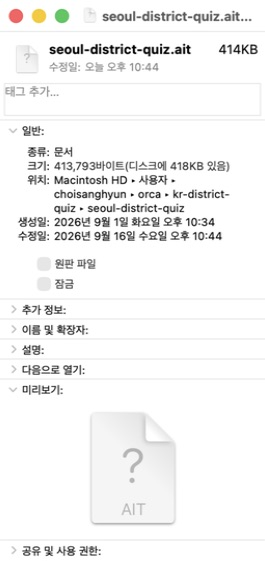 seoul-district-quiz.ait...
seoul-district-quiz.ait 414KB
수정일: 오늘 오후 10:44
태그 추가...
일반:
종류: 문서
크기: 413,793바이트(디스크에 418KB 있음)
위치: Macintosh HD ▸ 사용자 ▸
choisanghyun ▸ orca ▸ kr-district-
quiz ▸ seoul-district-quiz
생성일: 2026년 9월 1일 화요일 오후 10:34
수정일: 2026년 9월 16일 수요일 오후 10:44
원판 파일
잠금
추가 정보:
이름 및 확장자:
설명:
다음으로 열기:
미리보기:
?
AIT
공유 및 사용 권한: